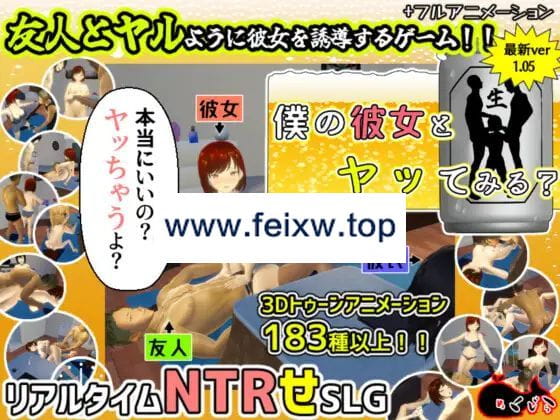 +フルアニメーション
友人とヤルように彼女を誘導するゲーム！！
最新ver
1.05
生
彼女
僕の彼女と
ヤッてみる？
本当にいいの？
ヤッちゃうよ？
www.feixw.top
3Dトゥーンアニメーション
183種以上！！
友人
リアルタイムNTRせSLG